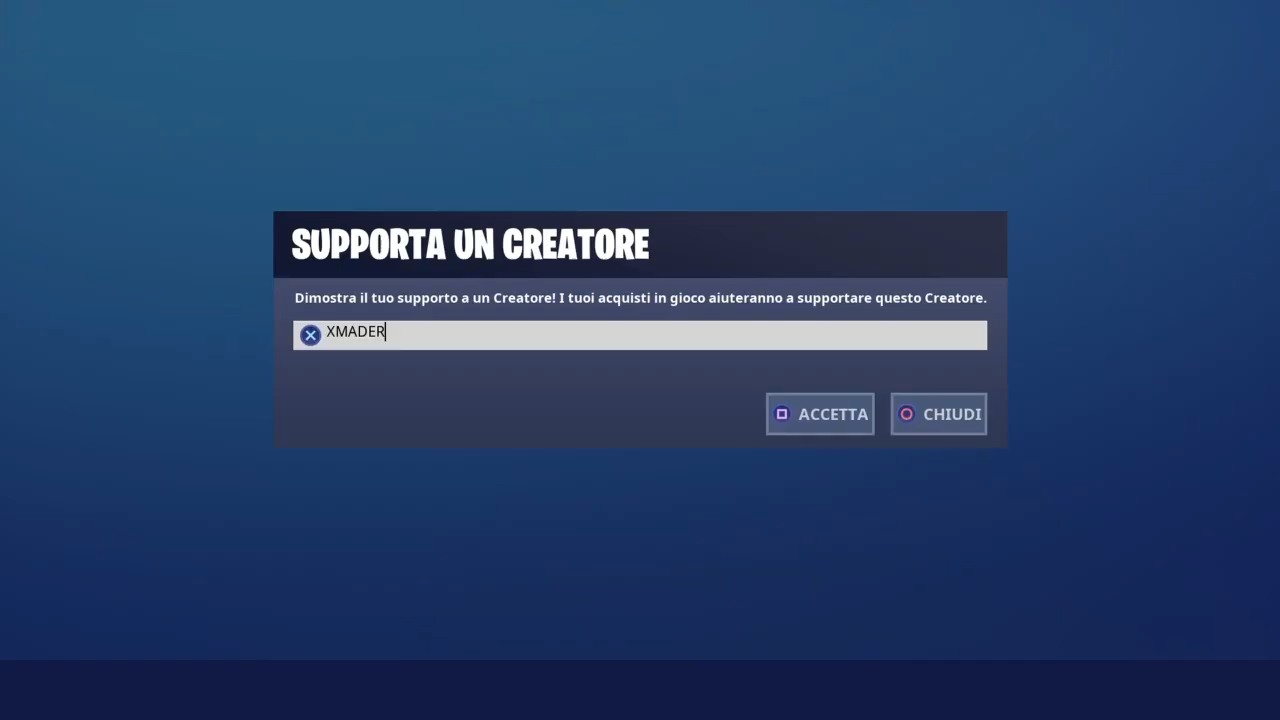 SUPPORTA UN CREATORE
Dimostra il tuo supporto a un Creatore! I tuoi acquisti in gioco aiuteranno a supportare questo Creatore.
XMADER
ACCETTA CHIUDI